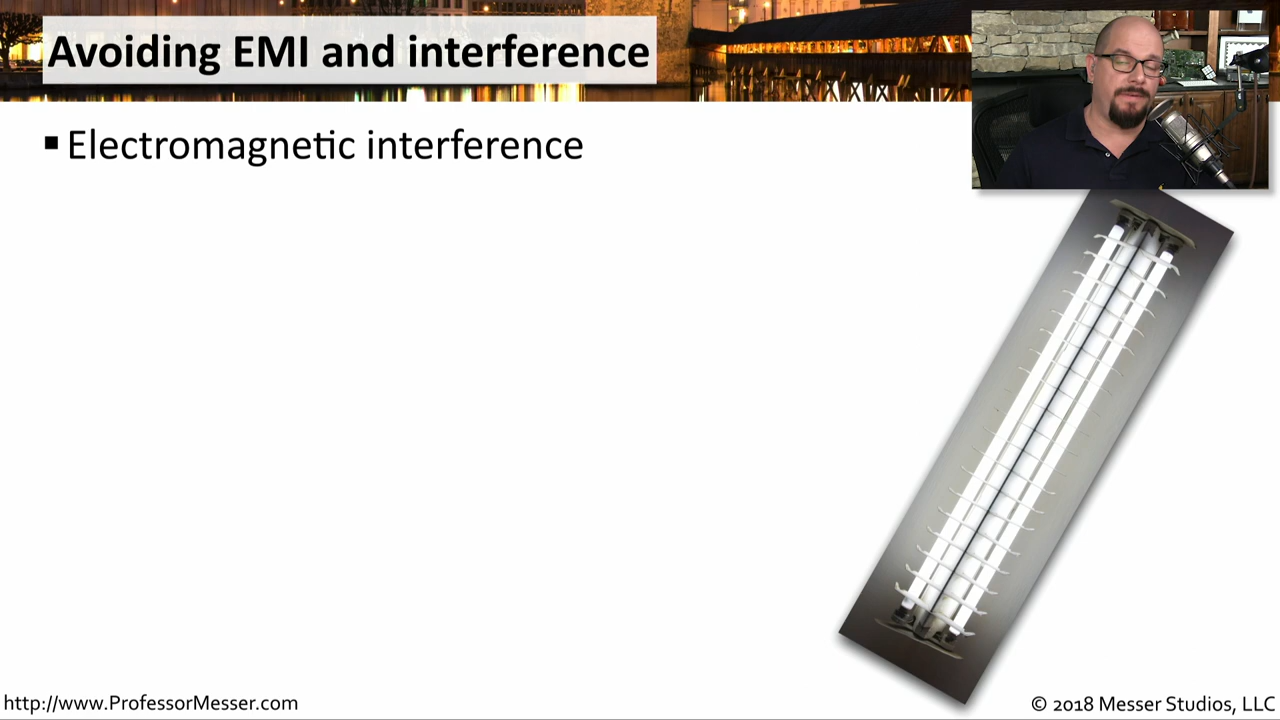 Avoiding EMI and interference
▪ Electromagnetic interference
http://www.ProfessorMesser.com
© 2018 Messer Studios, LLC